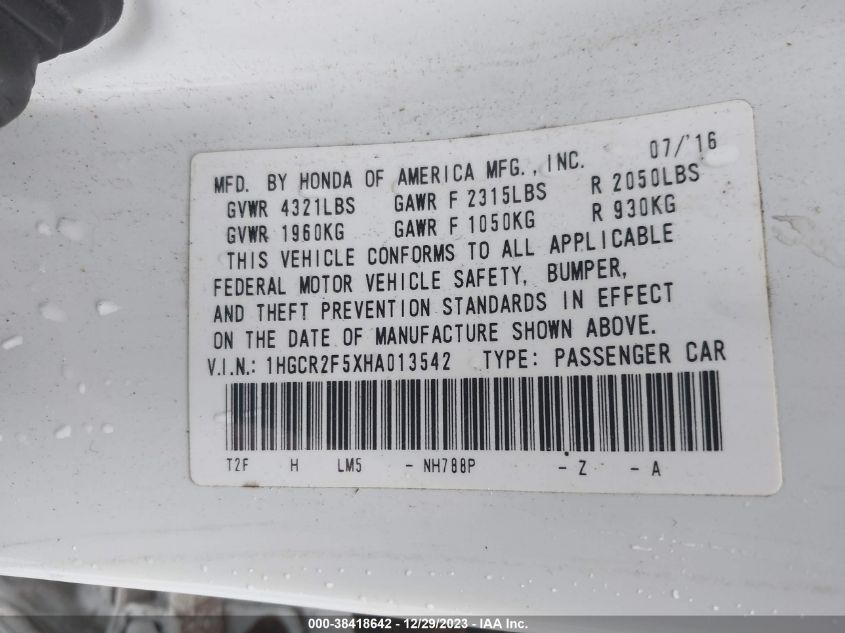 MFD. BY HONDA OF AMERICA MFG., INC. 07/'16
GVWR 4321LBS GAWR F 2315LBS R 2050LBS
GVWR 1960KG GAWR F 1050KG R 930KG
THIS VEHICLE CONFORMS TO ALL APPLICABLE
FEDERAL MOTOR VEHICLE SAFETY, BUMPER,
AND THEFT PREVENTION STANDARDS IN EFFECT
ON THE DATE OF MANUFACTURE SHOWN ABOVE.
V.I.N.: 1HGCR2F5XHA013542 TYPE: PASSENGER CAR
T2F H LM5 - NH788P - Z - A
000-38418642 - 12/29/2023 - IAA Inc.